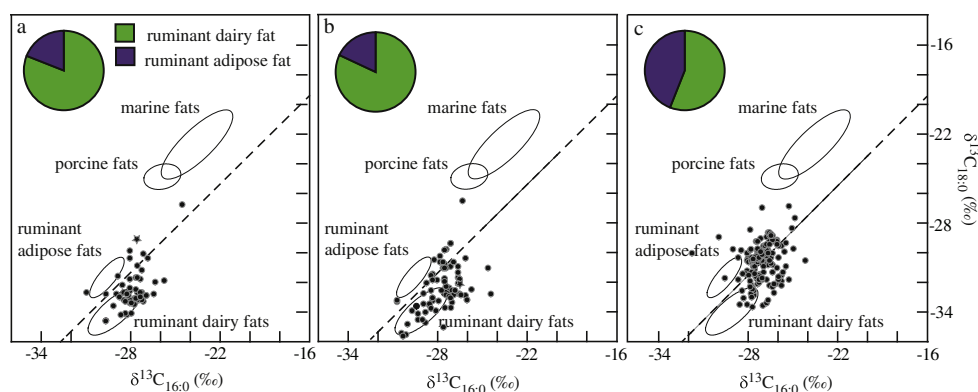 a
ruminant dairy fat
ruminant adipose fat
marine fats
porcine fats
ruminant
adipose fats
ruminant dairy fats
-34
-28
-22
-16
δ¹³C₁₆:₀ (‰)
b
marine fats
porcine fats
ruminant
adipose fats
ruminant dairy fats
-34
-28
-22
-16
δ¹³C₁₆:₀ (‰)
c
marine fats
porcine fats
ruminant
adipose fats
ruminant dairy fats
-34
-28
-22
-16
δ¹³C₁₆:₀ (‰)
-16
-22
-28
-34
δ¹³C₁₈:₀ (‰)